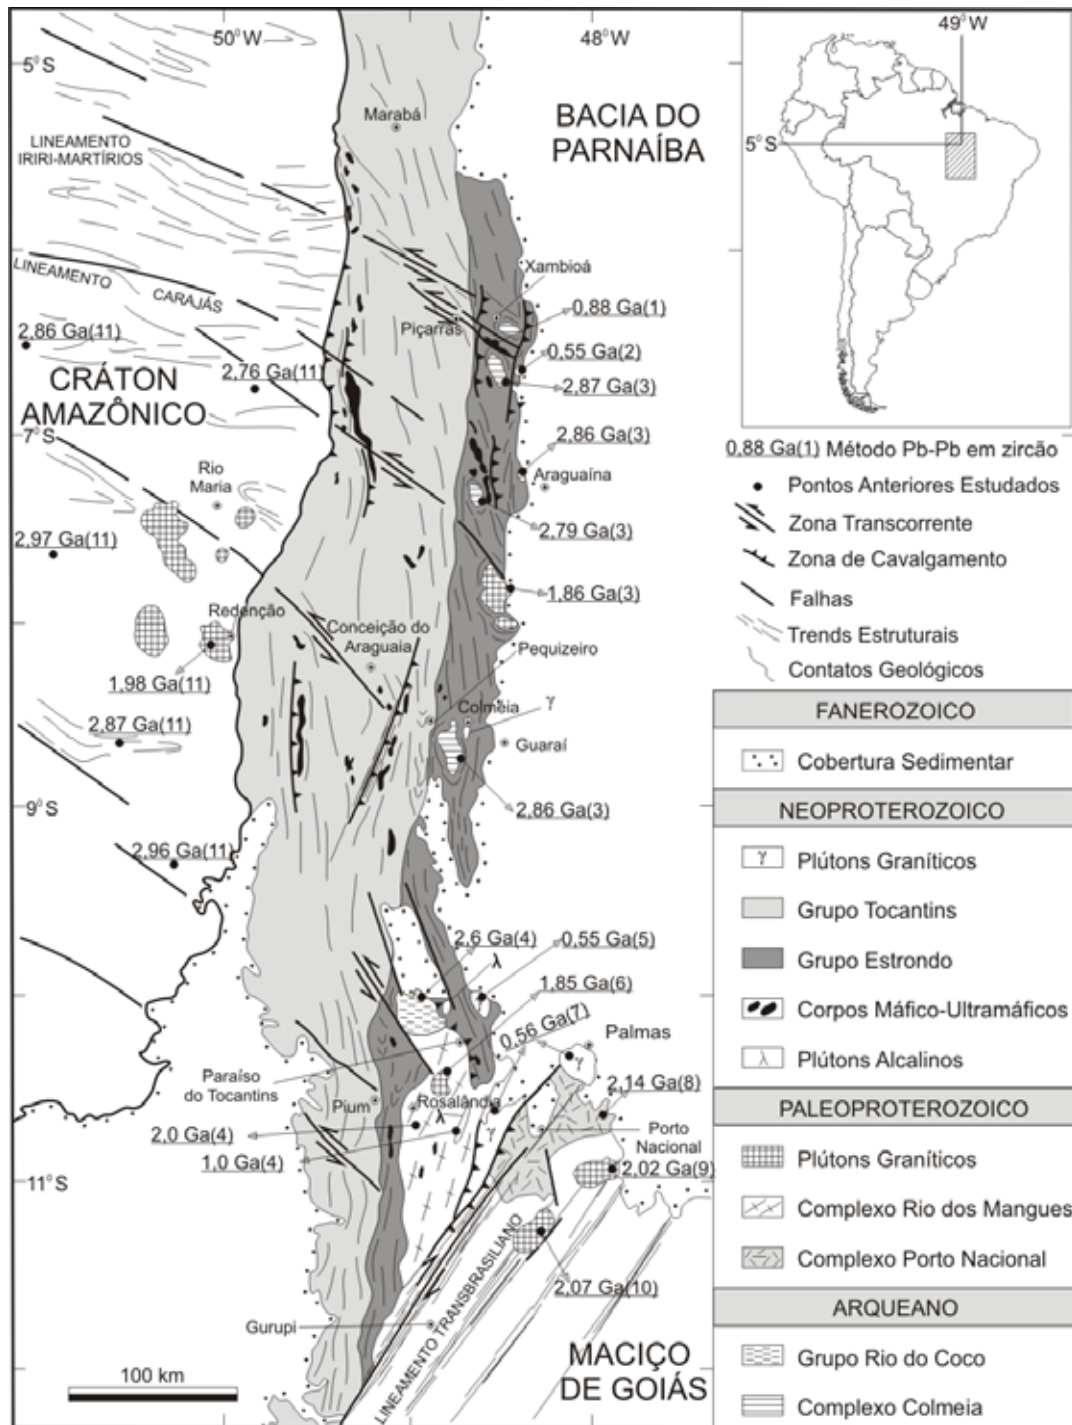 50°W
48°W
49°W
5°S
Marabá
BACIA DO
PARNAÍBA
LINEAMENTO
IRIRI-MARTÍRIOS
5°S
Xambioá
LINEAMENTO
CARAJÁS
0,88 Ga(1)
Piçarras
2,86 Ga(11)
0,55 Ga(2)
CRÁTON
AMAZÔNICO
2,76 Ga(11)
2,87 Ga(3)
7°S
2,86 Ga(3)
Araguaína
Rio
Maria
2,79 Ga(3)
2,97 Ga(11)
1,86 Ga(3)
Redenção
Conceição do
Araguaia
Pequizeiro
1,98 Ga(11)
Colméia
γ
2,87 Ga(11)
Guaraí
9°S
2,86 Ga(3)
2,96 Ga(11)
2,6 Ga(4)
0,55 Ga(5)
λ
1,85 Ga(6)
0,56 Ga(7)
Palmas
γ
Paraíso
do Tocantins
2,14 Ga(8)
Pium
Rosalândia
λ
γ
2,0 Ga(4)
Porto
Nacional
1,0 Ga(4)
2,02 Ga(9)
11°S
LINEAMENTO TRANSBRASILIANO
2,07 Ga(10)
Gurupi
MACIÇO
DE GOIÁS
100 km
0,88 Ga(1) Método Pb-Pb em zircão
Pontos Anteriores Estudados
Zona Transcorrente
Zona de Cavalgamento
Falhas
Trends Estruturais
Contatos Geológicos
FANEROZOICO
Cobertura Sedimentar
NEOPROTEROZOICO
γ Plútons Graníticos
Grupo Tocantins
Grupo Estrondo
Corpos Máfico-Ultramáficos
λ Plútons Alcalinos
PALEOPROTEROZOICO
Plútons Graníticos
Complexo Rio dos Mangues
Complexo Porto Nacional
ARQUEANO
Grupo Rio do Coco
Complexo Colmeia